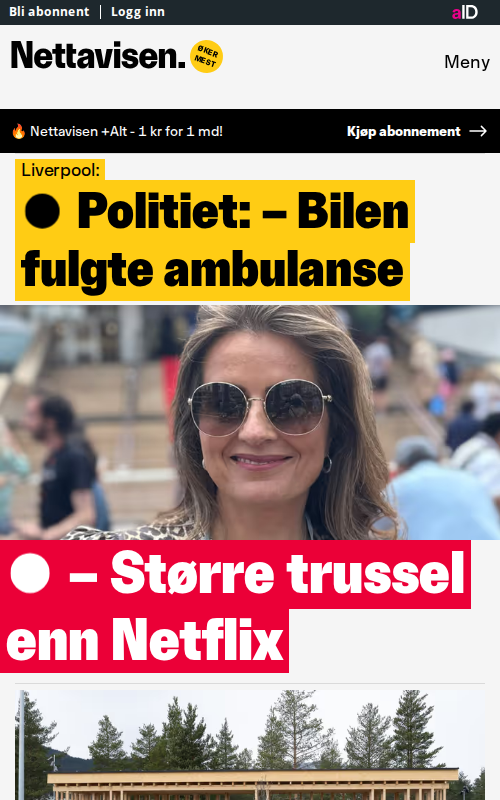 Bli abonnent | Logg inn
aID
Nettavisen.
ØKER
MEST
Meny
🔥 Nettavisen +Alt - 1 kr for 1 md!
Kjøp abonnement →
Liverpool:
● Politiet: – Bilen
fulgte ambulanse
● – Større trussel
enn Netflix